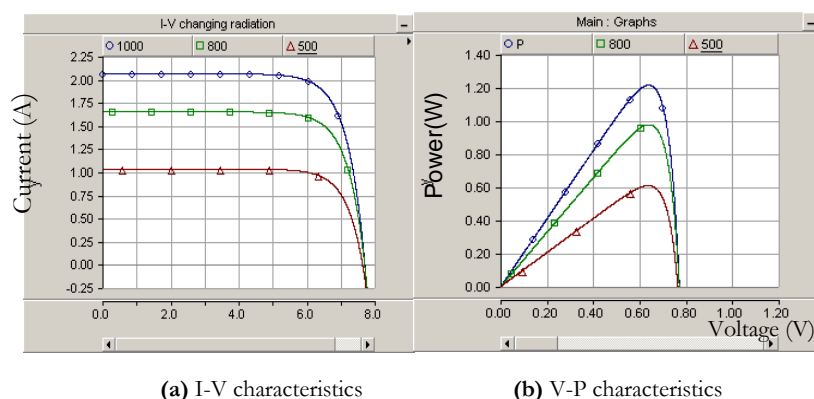 I-V changing radiation
1000 800 500
2.25
2.00
1.75
1.50
1.25
1.00
0.75
0.50
0.25
0.00
-0.25
Current (A)
y
0.0 2.0 4.0 6.0 8.0
(a) I-V characteristics
Main : Graphs
P 800 500
1.40
1.20
1.00
0.80
0.60
0.40
0.20
0.00
Power(W)
y
0.00 0.20 0.40 0.60 0.80 1.00 1.20
Voltage (V)
(b) V-P characteristics